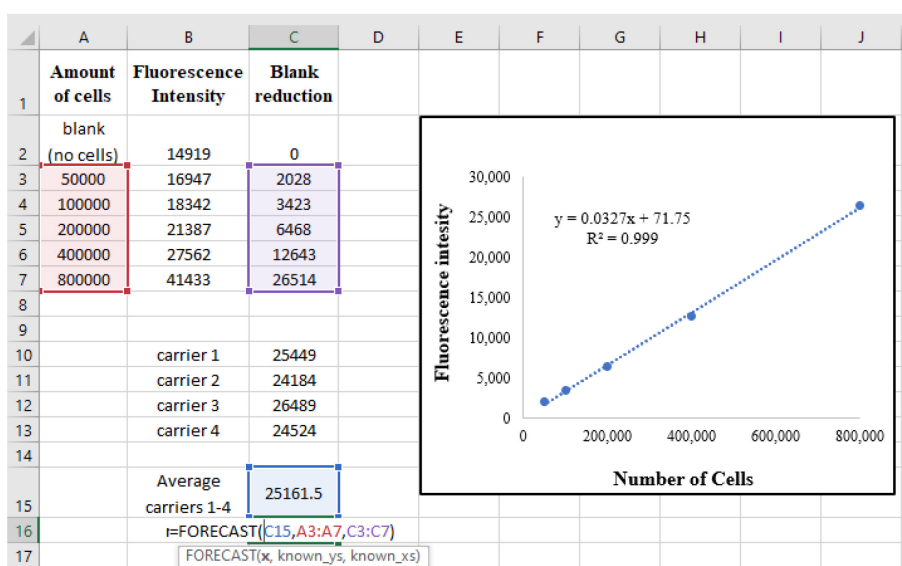 A B C D E F G H I J
1 Amount of cells Fluorescence Intensity Blank reduction
2 blank (no cells) 14919 0
3 50000 16947 2028
4 100000 18342 3423
5 200000 21387 6468
6 400000 27562 12643
7 800000 41433 26514
8
9
10 carrier 1 25449
11 carrier 2 24184
12 carrier 3 26489
13 carrier 4 24524
14
15 Average carriers 1-4 25161.5
16 =FORECAST(C15,A3:A7,C3:C7)
17 FORECAST(x, known_ys, known_xs)
Fluorescence intesity
30,000
25,000
20,000
15,000
10,000
5,000
0
y = 0.0327x + 71.75
R² = 0.999
0 200,000 400,000 600,000 800,000
Number of Cells